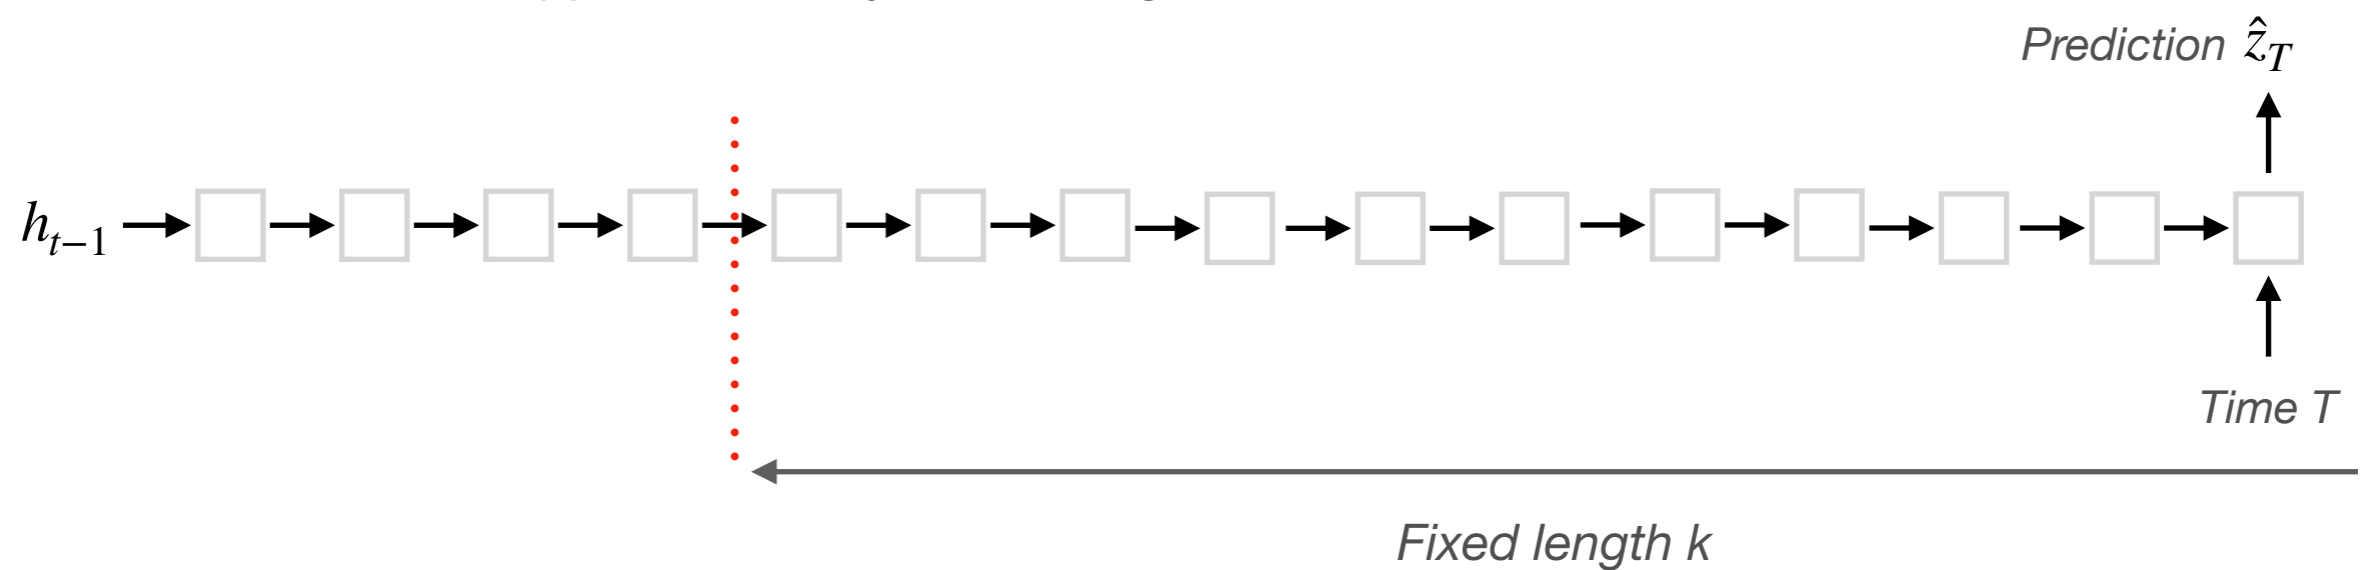 Prediction ẑ_T
h_{t−1}
Time T
Fixed length k